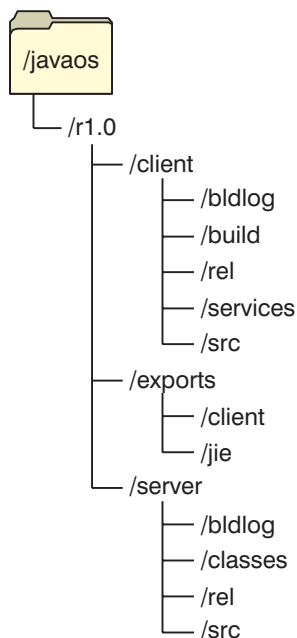 /javaos
/r1.0
/client
/bldlog
/build
/rel
/services
/src
/exports
/client
/jie
/server
/bldlog
/classes
/rel
/src